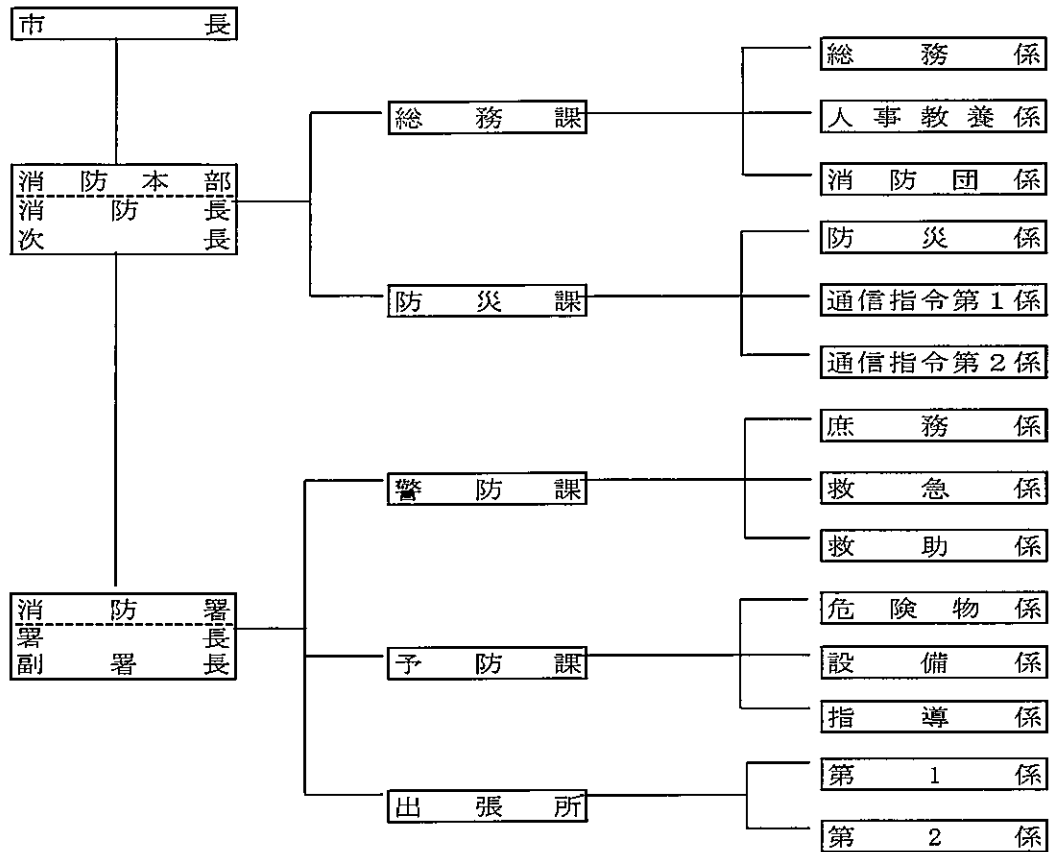 市長
消防本部
消防長
次長
総務課
総務係
人事教養係
消防団係
防災課
防災係
通信指令第1係
通信指令第2係
消防署
署長
副署長
警防課
庶務係
救急係
救助係
予防課
危険物係
設備係
指導係
出張所
第1係
第2係